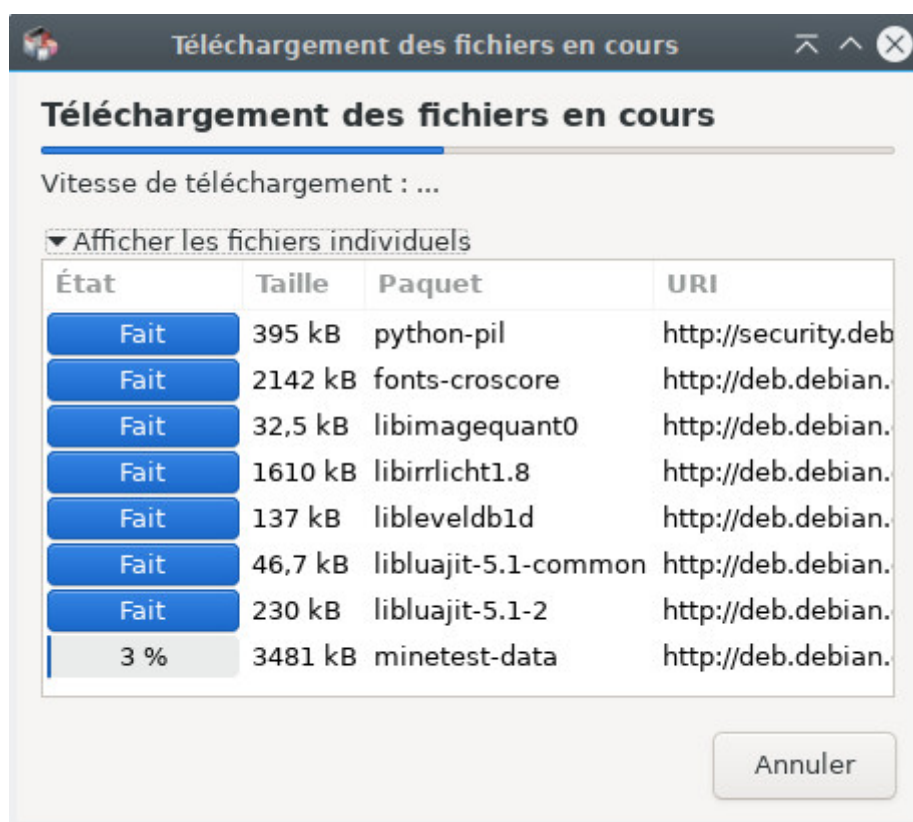 Téléchargement des fichiers en cours
Téléchargement des fichiers en cours
Vitesse de téléchargement : ...
Afficher les fichiers individuels
État Taille Paquet URI
Fait 395 kB python-pil http://security.deb
Fait 2142 kB fonts-croscore http://deb.debian.
Fait 32,5 kB libimagequant0 http://deb.debian.
Fait 1610 kB libirrlicht1.8 http://deb.debian.
Fait 137 kB libleveldb1d http://deb.debian.
Fait 46,7 kB libluajit-5.1-common http://deb.debian.
Fait 230 kB libluajit-5.1-2 http://deb.debian.
3 % 3481 kB minetest-data http://deb.debian.
Annuler